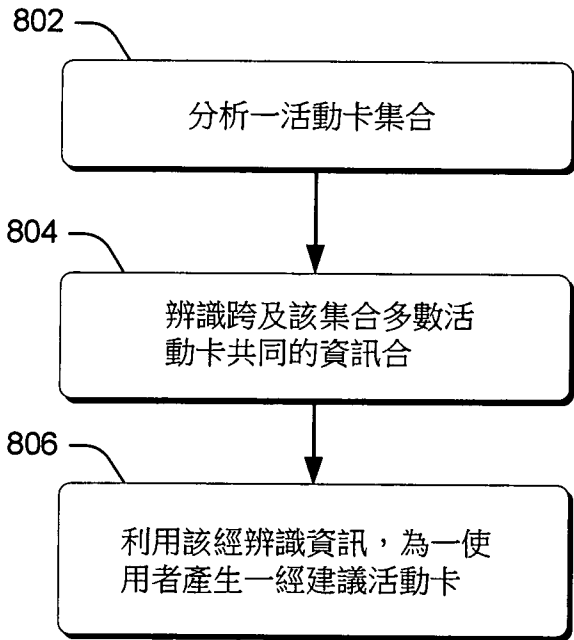 802
分析一活動卡集合
804
辨識跨及該集合多數活
動卡共同的資訊合
806
利用該經辨識資訊，為一使
用者產生一經建議活動卡